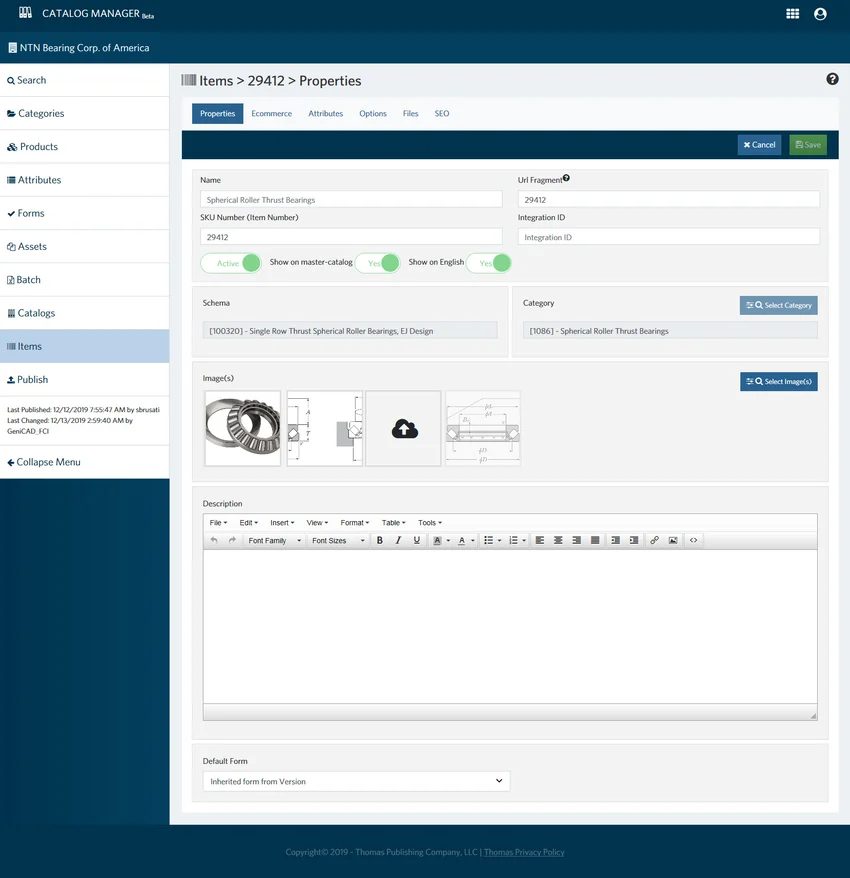 CATALOG MANAGER Beta
NTN Bearing Corp. of America
Search
Categories
Products
Attributes
Forms
Assets
Batch
Catalogs
Items
Publish
Last Published: 12/12/2019 7:55:47 AM by sbrusati
Last Changed: 12/13/2019 2:59:40 AM by
GeniCAD_FCI
Collapse Menu
Items > 29412 > Properties
Properties Ecommerce Attributes Options Files SEO
Cancel Save
Name Url Fragment
Spherical Roller Thrust Bearings 29412
SKU Number (Item Number) Integration ID
29412 Integration ID
Active Show on master-catalog Yes Show on English Yes
Schema Category Select Category
[100320] - Single Row Thrust Spherical Roller Bearings, EJ Design [1086] - Spherical Roller Thrust Bearings
Image(s) Select Image(s)
A
T
Description
File Edit Insert View Format Table Tools
Font Family Font Sizes B I U A A
Default Form
Inherited form from Version
Copyright© 2019 - Thomas Publishing Company, LLC | Thomas Privacy Policy